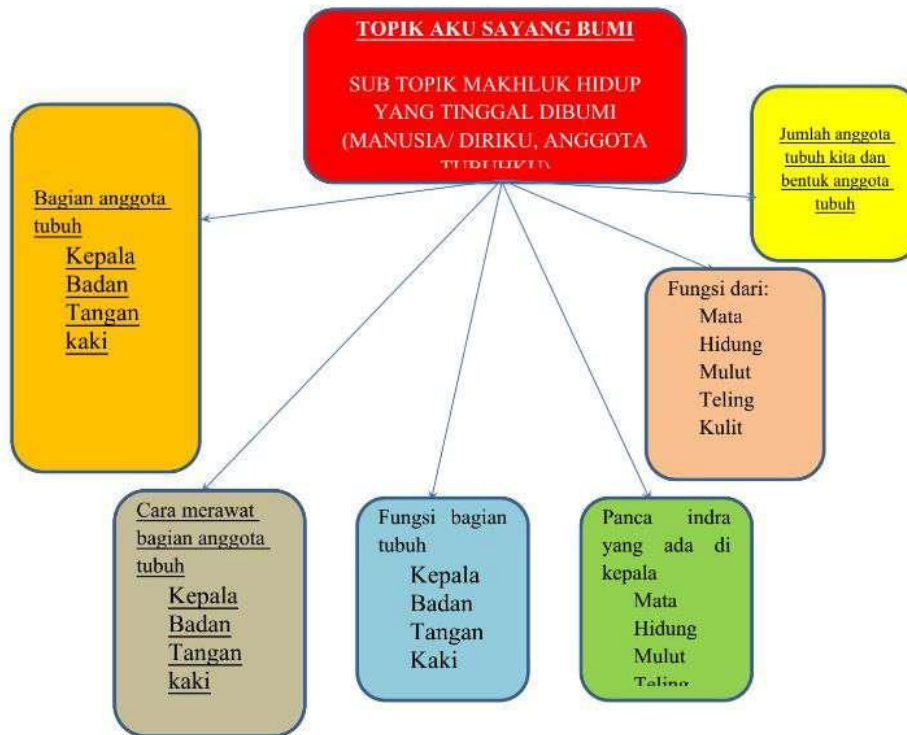 TOPIK AKU SAYANG BUMI
SUB TOPIK MAKHLUK HIDUP
YANG TINGGAL DIBUMI
(MANUSIA/ DIRIKU, ANGGOTA
TUBUHKU)
Jumlah anggota
tubuh kita dan
bentuk anggota
tubuh
Bagian anggota
tubuh
Kepala
Badan
Tangan
kaki
Fungsi dari:
Mata
Hidung
Mulut
Teling
Kulit
Cara merawat
bagian anggota
tubuh
Kepala
Badan
Tangan
kaki
Fungsi bagian
tubuh
Kepala
Badan
Tangan
Kaki
Panca indra
yang ada di
kepala
Mata
Hidung
Mulut
Teling